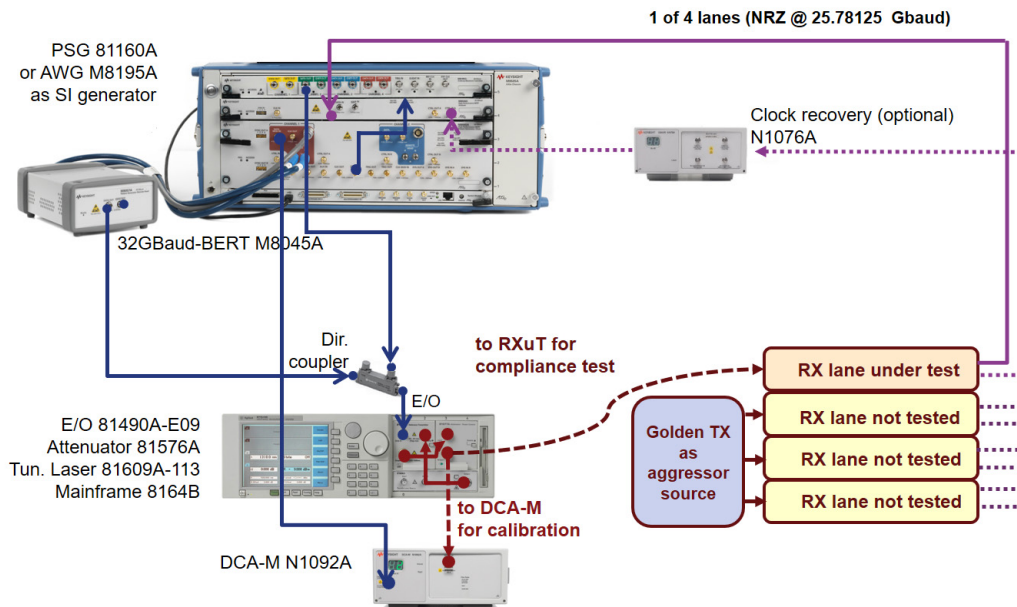 1 of 4 lanes (NRZ @ 25.78125 Gbaud)
PSG 81160A
or AWG M8195A
as SI generator
Clock recovery (optional)
N1076A
32GBaud-BERT M8045A
Dir.
coupler
to RXuT for
compliance test
E/O
RX lane under test
E/O 81490A-E09
Attenuator 81576A
Tun. Laser 81609A-113
Mainframe 8164B
Golden TX
as
aggressor
source
RX lane not tested
RX lane not tested
RX lane not tested
to DCA-M
for calibration
DCA-M N1092A